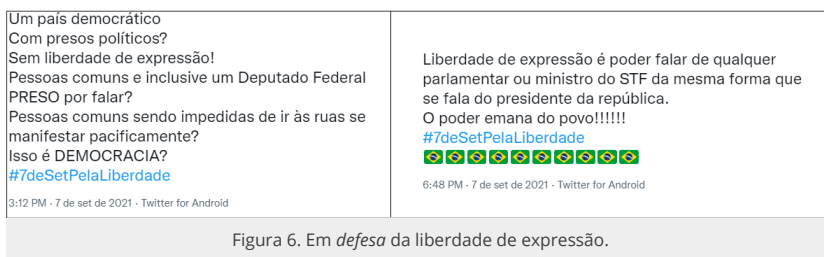 Um país democrático
Com presos políticos?
Sem liberdade de expressão!
Pessoas comuns e inclusive um Deputado Federal
PRESO por falar?
Pessoas comuns sendo impedidas de ir às ruas se
manifestar pacificamente?
Isso é DEMOCRACIA?
#7deSetPelaLiberdade
3:12 PM · 7 de set de 2021 · Twitter for Android
Liberdade de expressão é poder falar de qualquer
parlamentar ou ministro do STF da mesma forma que
se fala do presidente da república.
O poder emana do povo!!!!!!
#7deSetPelaLiberdade
🇧🇷🇧🇷🇧🇷🇧🇷🇧🇷🇧🇷🇧🇷🇧🇷🇧🇷🇧🇷
6:48 PM · 7 de set de 2021 · Twitter for Android
Figura 6. Em defesa da liberdade de expressão.